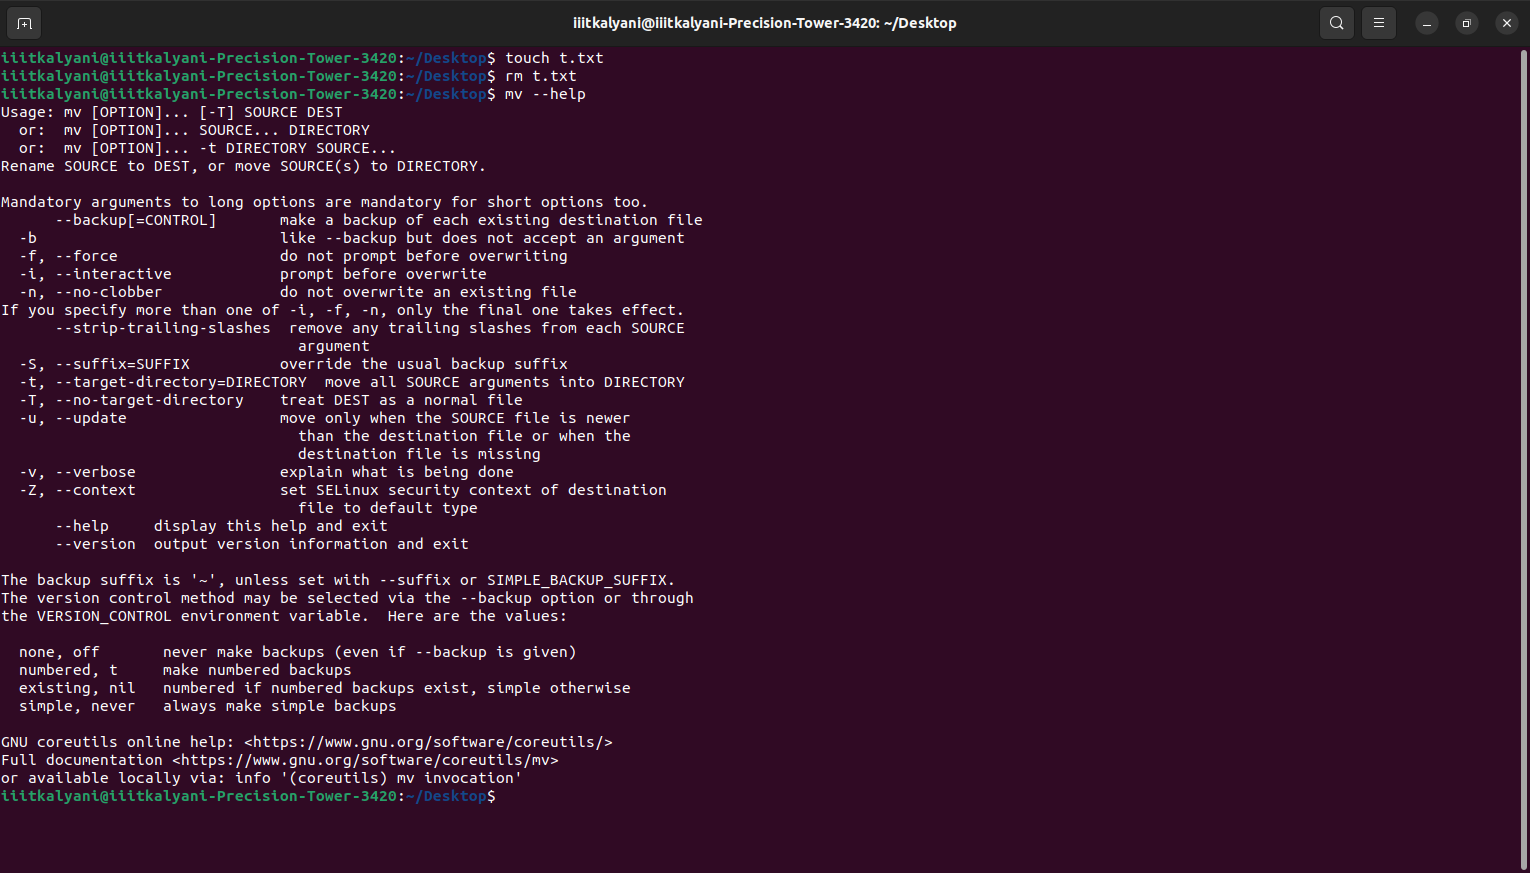 iiitkalyani@iiitkalyani-Precision-Tower-3420: ~/Desktop
iiitkalyani@iiitkalyani-Precision-Tower-3420:~/Desktop$ touch t.txt
iiitkalyani@iiitkalyani-Precision-Tower-3420:~/Desktop$ rm t.txt
iiitkalyani@iiitkalyani-Precision-Tower-3420:~/Desktop$ mv --help
Usage: mv [OPTION]... [-T] SOURCE DEST
  or:  mv [OPTION]... SOURCE... DIRECTORY
  or:  mv [OPTION]... -t DIRECTORY SOURCE...
Rename SOURCE to DEST, or move SOURCE(s) to DIRECTORY.

Mandatory arguments to long options are mandatory for short options too.
      --backup[=CONTROL]       make a backup of each existing destination file
  -b                           like --backup but does not accept an argument
  -f, --force                  do not prompt before overwriting
  -i, --interactive            prompt before overwrite
  -n, --no-clobber             do not overwrite an existing file
If you specify more than one of -i, -f, -n, only the final one takes effect.
      --strip-trailing-slashes  remove any trailing slashes from each SOURCE
                                 argument
  -S, --suffix=SUFFIX          override the usual backup suffix
  -t, --target-directory=DIRECTORY  move all SOURCE arguments into DIRECTORY
  -T, --no-target-directory    treat DEST as a normal file
  -u, --update                 move only when the SOURCE file is newer
                                 than the destination file or when the
                                 destination file is missing
  -v, --verbose                explain what is being done
  -Z, --context                set SELinux security context of destination
                                 file to default type
      --help     display this help and exit
      --version  output version information and exit

The backup suffix is '~', unless set with --suffix or SIMPLE_BACKUP_SUFFIX.
The version control method may be selected via the --backup option or through
the VERSION_CONTROL environment variable.  Here are the values:

  none, off       never make backups (even if --backup is given)
  numbered, t     make numbered backups
  existing, nil   numbered if numbered backups exist, simple otherwise
  simple, never   always make simple backups

GNU coreutils online help: <https://www.gnu.org/software/coreutils/>
Full documentation <https://www.gnu.org/software/coreutils/mv>
or available locally via: info '(coreutils) mv invocation'
iiitkalyani@iiitkalyani-Precision-Tower-3420:~/Desktop$